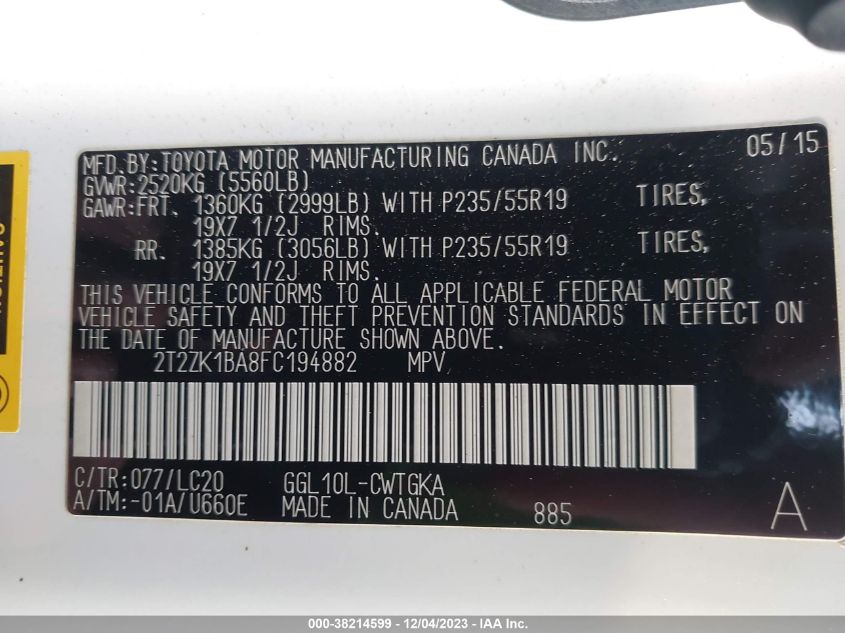 MFD.BY:TOYOTA MOTOR MANUFACTURING CANADA INC. 05/15
GVWR:2520KG (5560LB)
GAWR:FRT. 1360KG (2999LB) WITH P235/55R19 TIRES,
19X7 1/2J RIMS.
RR. 1385KG (3056LB) WITH P235/55R19 TIRES,
19X7 1/2J RIMS.
THIS VEHICLE CONFORMS TO ALL APPLICABLE FEDERAL MOTOR
VEHICLE SAFETY AND THEFT PREVENTION STANDARDS IN EFFECT ON
THE DATE OF MANUFACTURE SHOWN ABOVE.
2T2ZK1BA8FC194882 MPV
C/TR:077/LC20 GGL10L-CWTGKA
A/TM:-01A/U660E MADE IN CANADA 885 A
000-38214599 - 12/04/2023 - IAA Inc.